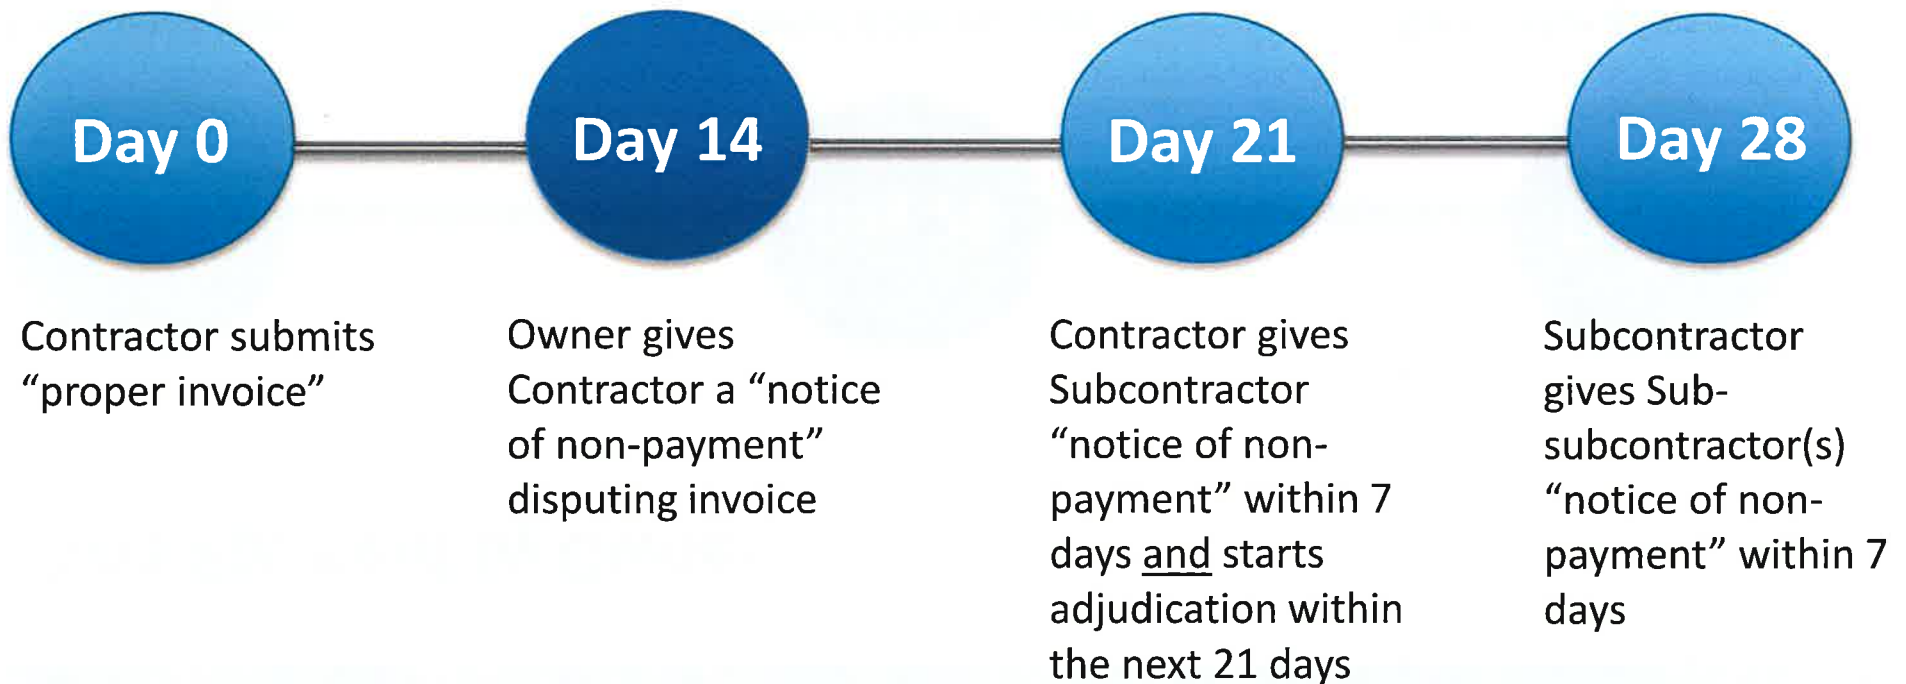 Day 0
Day 14
Day 21
Day 28
Contractor submits
“proper invoice”
Owner gives
Contractor a “notice
of non-payment”
disputing invoice
Contractor gives
Subcontractor
“notice of non-
payment” within 7
days and starts
adjudication within
the next 21 days
Subcontractor
gives Sub-
subcontractor(s)
“notice of non-
payment” within 7
days